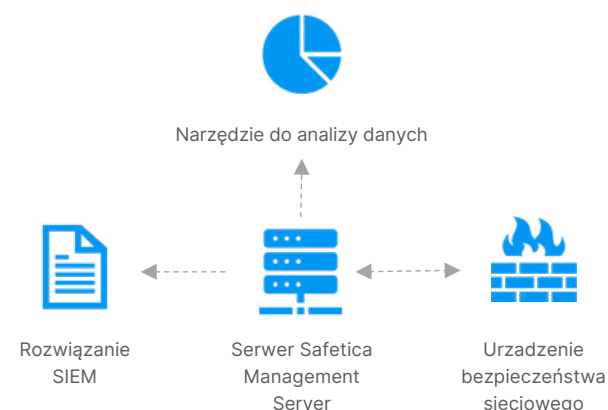 Narzędzie do analizy danych
Rozwiązanie
SIEM
Serwer Safetica
Management
Server
Urzadzenie
bezpieczeństwa
sieciowego